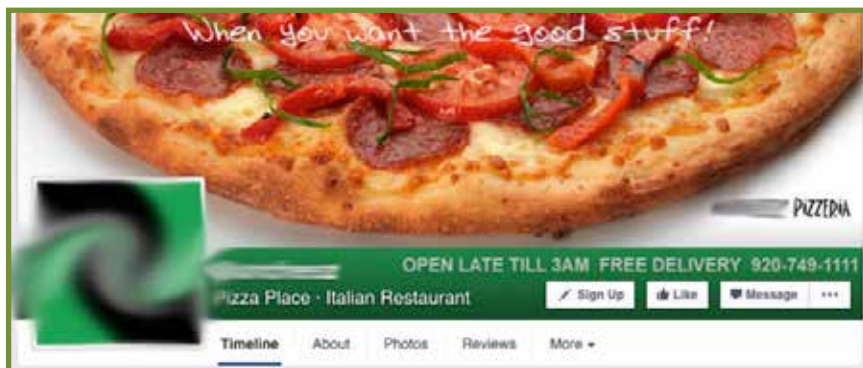 When you want the good stuff!
PIZZERIA
OPEN LATE TILL 3AM FREE DELIVERY 920-749-1111
Pizza Place · Italian Restaurant
Sign Up
Like
Message
Timeline About Photos Reviews More